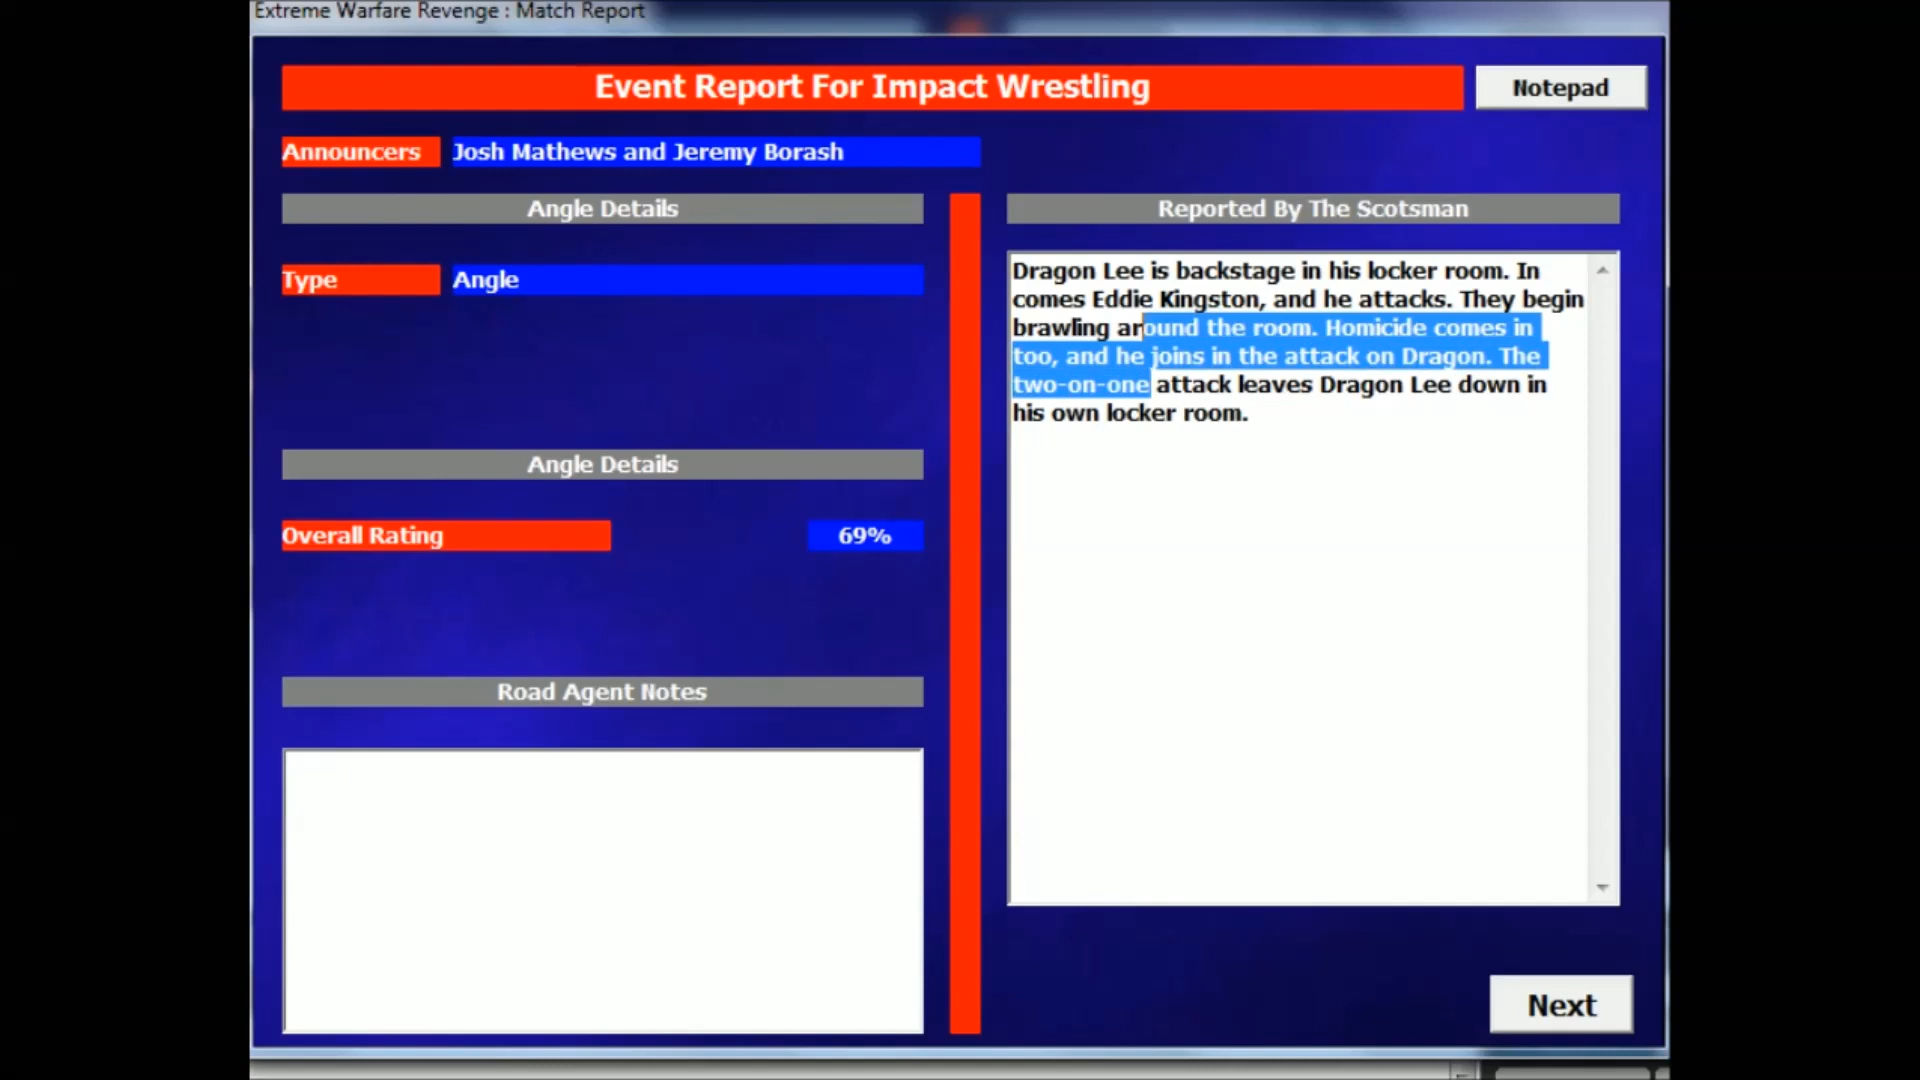 Extreme Warfare Revenge : Match Report
Event Report For Impact Wrestling
Notepad
Announcers
Josh Mathews and Jeremy Borash
Angle Details
Type
Angle
Angle Details
Overall Rating
69%
Road Agent Notes
Reported By The Scotsman
Dragon Lee is backstage in his locker room. In
comes Eddie Kingston, and he attacks. They begin
brawling around the room. Homicide comes in
too, and he joins in the attack on Dragon. The
two-on-one attack leaves Dragon Lee down in
his own locker room.
Next